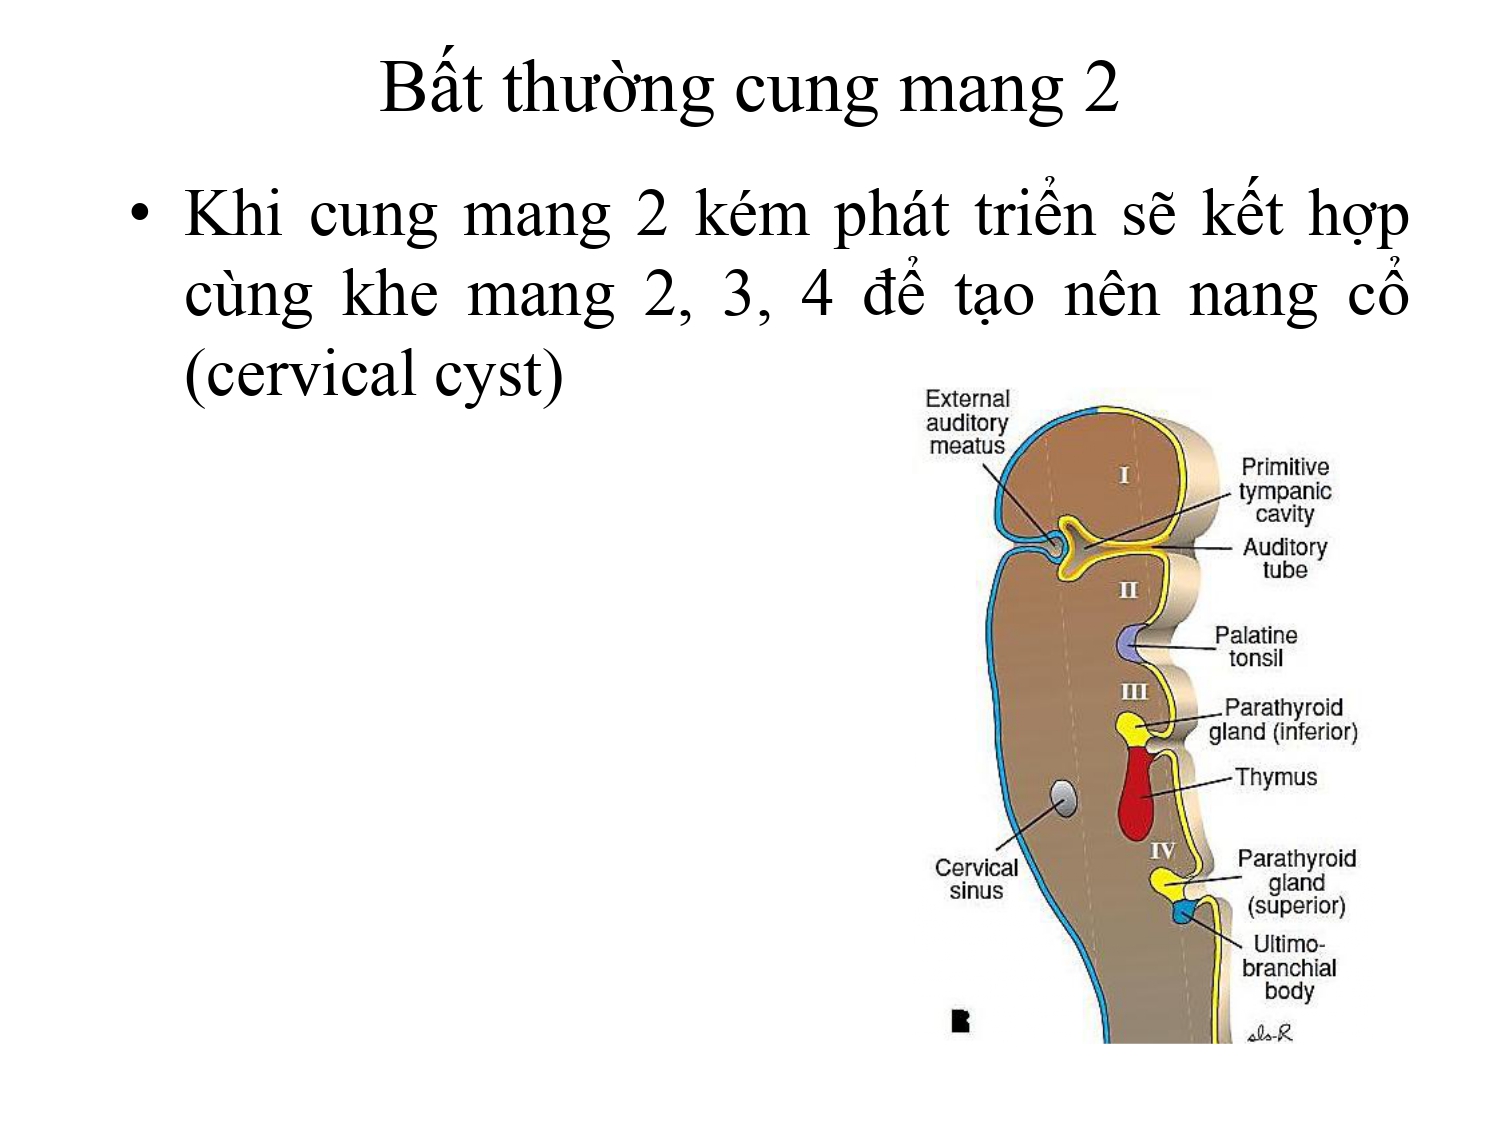 Bất thường cung mang 2
• Khi cung mang 2 kém phát triển sẽ kết hợp
cùng khe mang 2, 3, 4 để tạo nên nang cổ
(cervical cyst)
External
auditory
meatus
I
Primitive
tympanic
cavity
Auditory
tube
II
Palatine
tonsil
III
Parathyroid
gland (inferior)
Thymus
IV
Cervical
sinus
Parathyroid
gland
(superior)
Ultimo-
branchial
body
sls-R